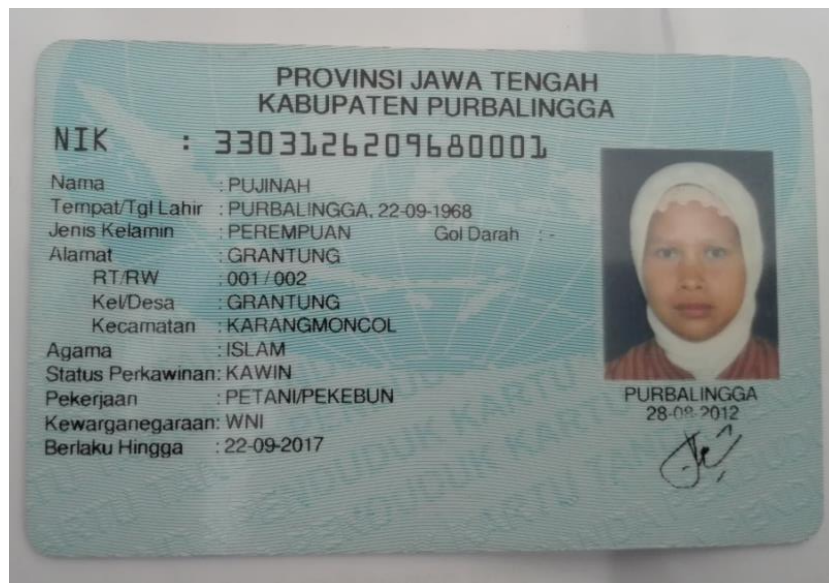 PROVINSI JAWA TENGAH
KABUPATEN PURBALINGGA
NIK : 3303126209680001
Nama : PUJINAH
Tempat/Tgl Lahir : PURBALINGGA, 22-09-1968
Jenis Kelamin : PEREMPUAN Gol Darah : -
Alamat : GRANTUNG
RT/RW : 001 / 002
Kel/Desa : GRANTUNG
Kecamatan : KARANGMONCOL
Agama : ISLAM
Status Perkawinan: KAWIN
Pekerjaan : PETANI/PEKEBUN
Kewarganegaraan: WNI
Berlaku Hingga : 22-09-2017
PURBALINGGA
28-08-2012